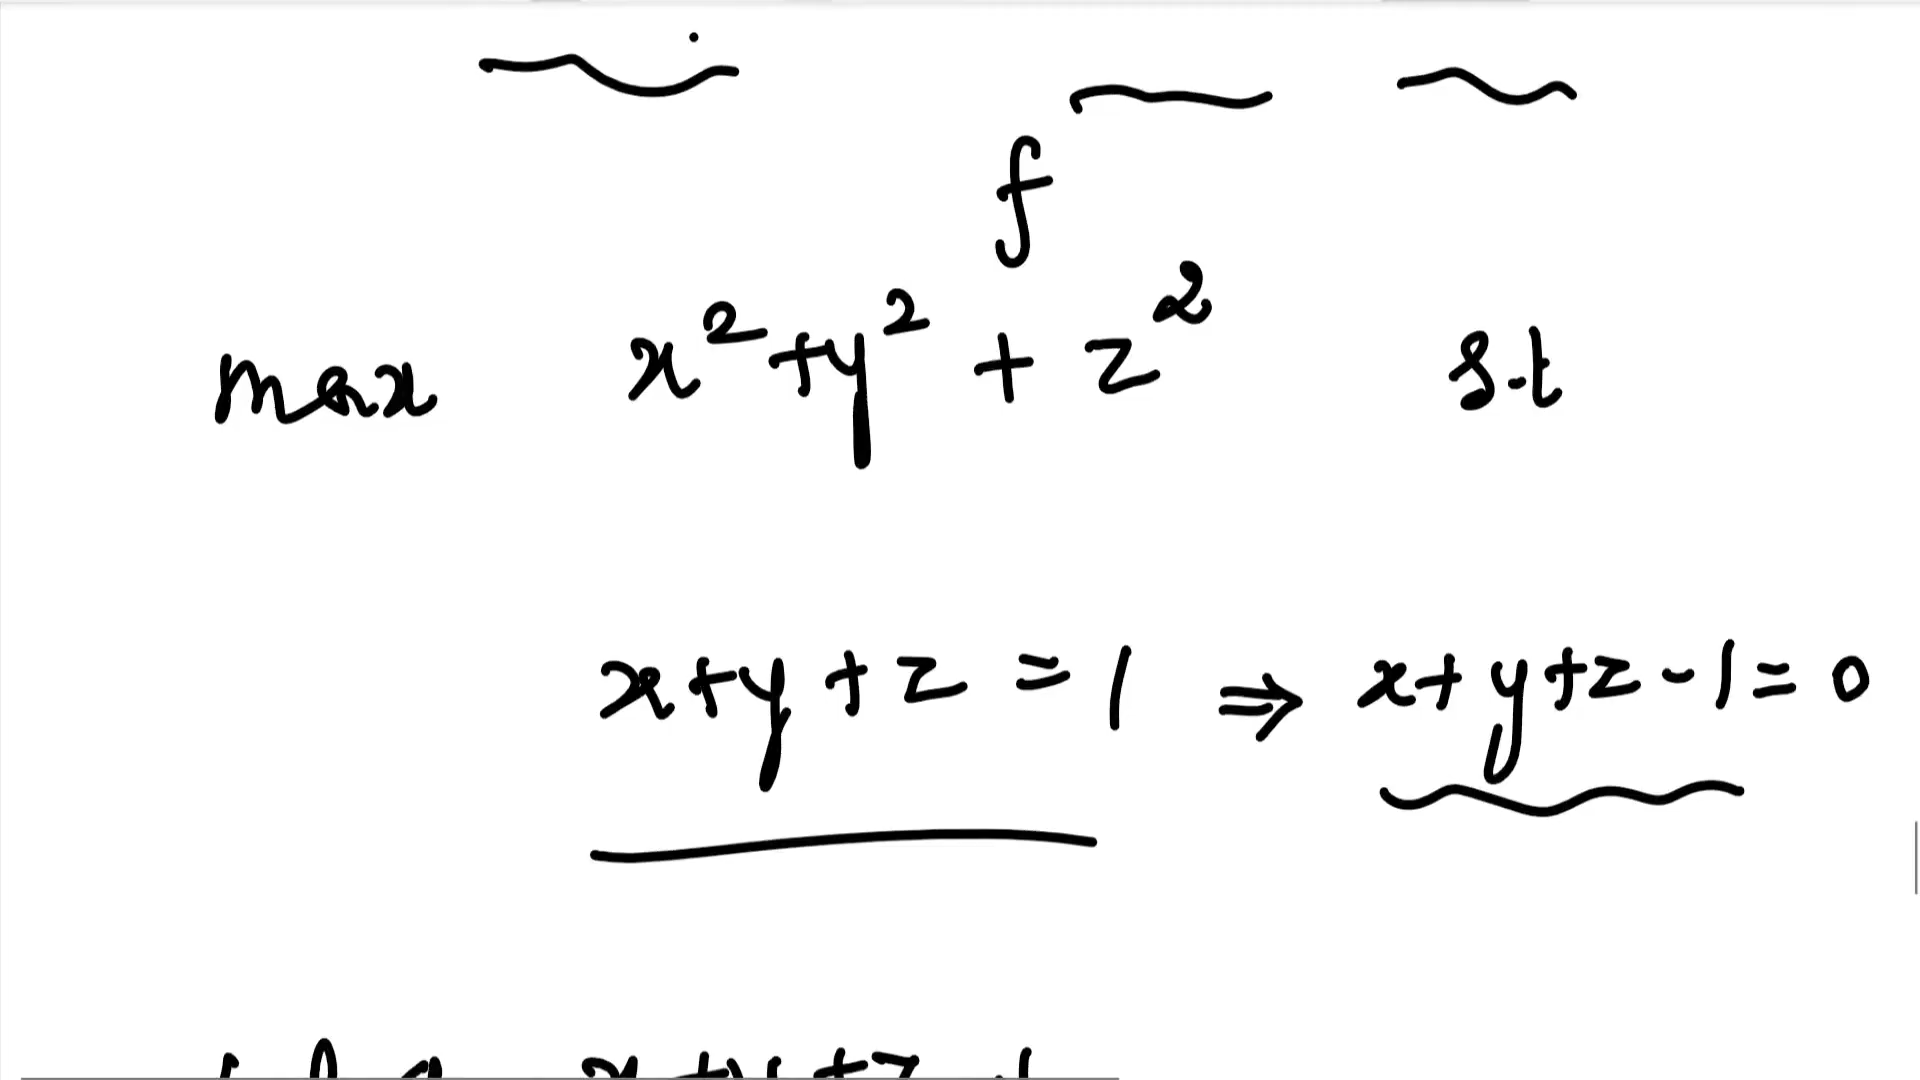 f
max x² + y² + z² s.t
x + y + z = 1 ⇒ x + y + z - 1 = 0